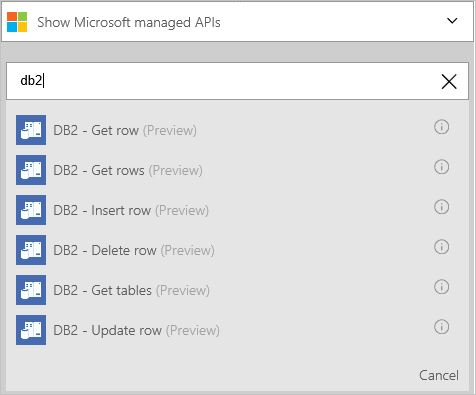 Show Microsoft managed APIs
db2
DB2 - Get row (Preview)
DB2 - Get rows (Preview)
DB2 - Insert row (Preview)
DB2 - Delete row (Preview)
DB2 - Get tables (Preview)
DB2 - Update row (Preview)
Cancel